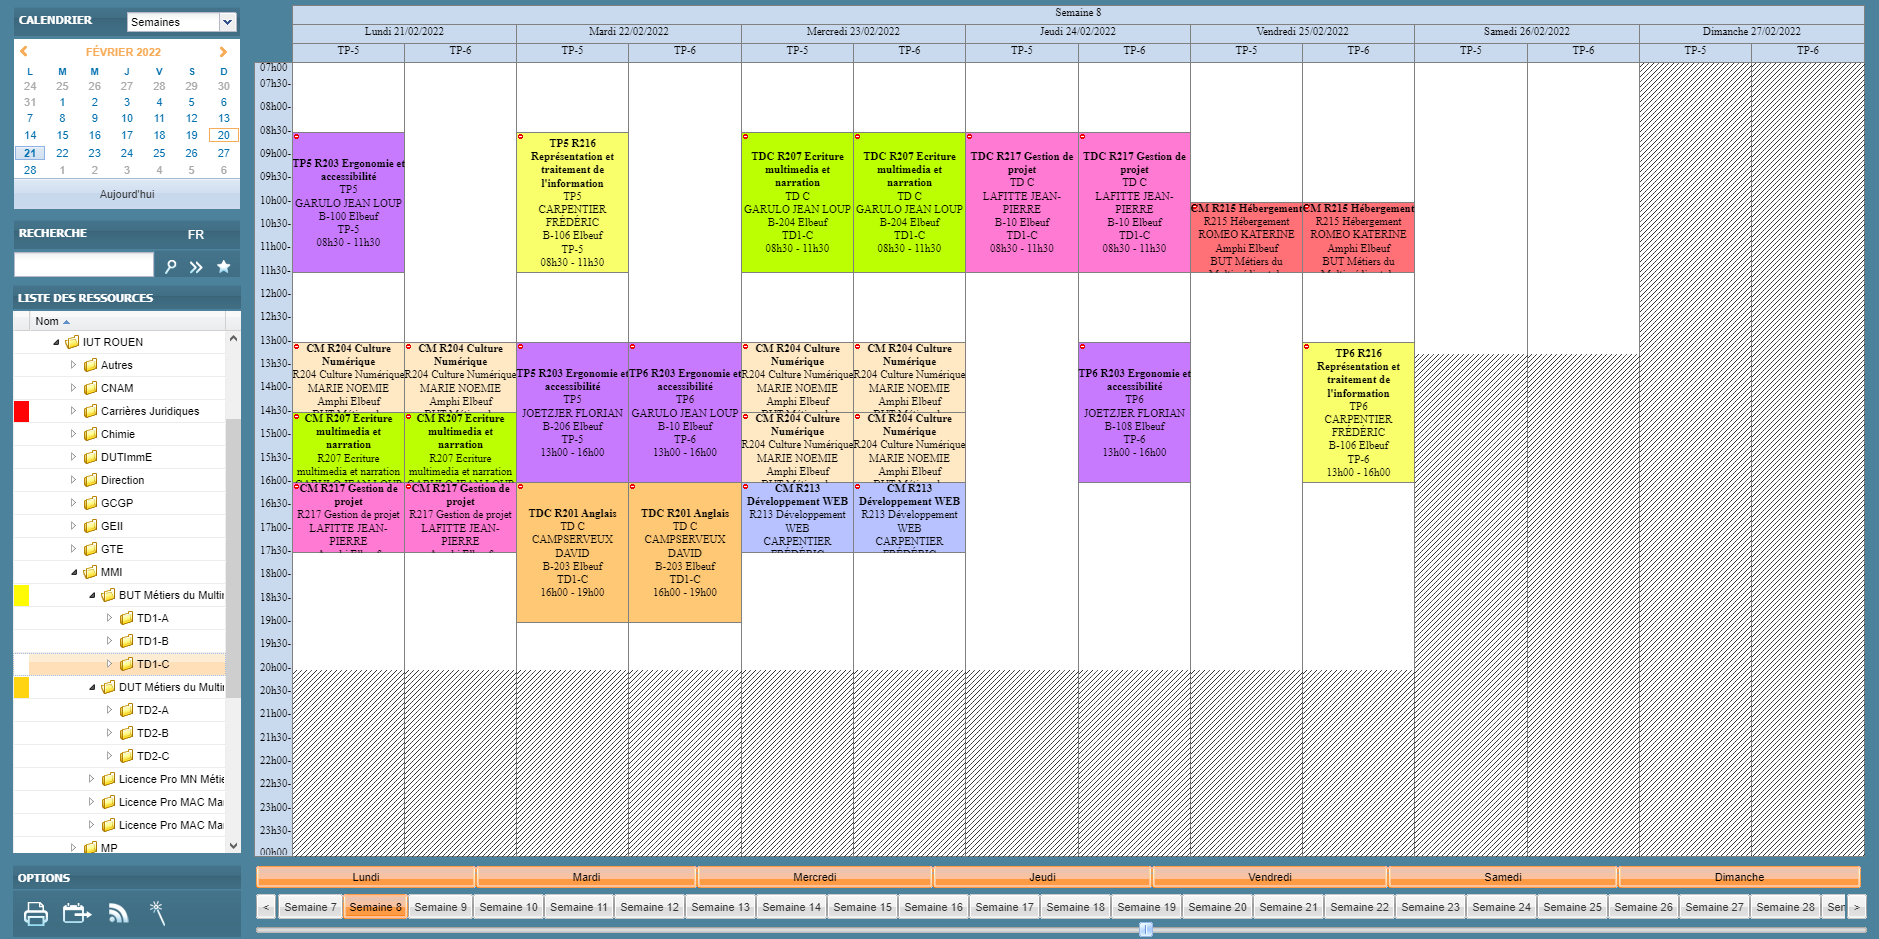 CALENDRIER
Semaines
FÉVRIER 2022
L M M J V S D
24 25 26 27 28 29 30
31 1 2 3 4 5 6
7 8 9 10 11 12 13
14 15 16 17 18 19 20
21 22 23 24 25 26 27
28 1 2 3 4 5 6
Aujourd'hui
RECHERCHE FR
LISTE DES RESSOURCES
Nom
IUT ROUEN
Autres
CNAM
Carrières Juridiques
Chimie
DUTImmE
Direction
GCGP
GEII
GTE
MMI
BUT Métiers du Multi
TD1-A
TD1-B
TD1-C
DUT Métiers du Multi
TD2-A
TD2-B
TD2-C
Licence Pro MN Métie
Licence Pro MAC Ma
Licence Pro MAC Ma
MP
OPTIONS
Semaine 8
Lundi 21/02/2022 Mardi 22/02/2022 Mercredi 23/02/2022 Jeudi 24/02/2022 Vendredi 25/02/2022 Samedi 26/02/2022 Dimanche 27/02/2022
TP-5 TP-6 TP-5 TP-6 TP-5 TP-6 TP-5 TP-6 TP-5 TP-6 TP-5 TP-6 TP-5 TP-6
07h00
07h30-
08h00-
08h30-
09h00-
09h30-
10h00-
10h30-
11h00-
11h30-
12h00-
12h30-
13h00-
13h30-
14h00-
14h30-
15h00-
15h30-
16h00-
16h30-
17h00-
17h30-
18h00-
18h30-
19h00-
19h30-
20h00-
20h30-
21h00-
21h30-
22h00-
22h30-
23h00-
23h30-
00h00
TP5 R203 Ergonomie et
accessibilité
TP5
GARULO JEAN LOUP
B-100 Elbeuf
TP-5
08h30 - 11h30
CM R204 Culture
Numérique
R204 Culture Numérique
MARIE NOEMIE
Amphi Elbeuf
CM R207 Ecriture
multimedia et
narration
R207 Ecriture
multimedia et narration
GARULO JEAN LOUP
CM R217 Gestion de
projet
R217 Gestion de projet
LAFITTE JEAN-
PIERRE
Amphi Elbeuf
CM R204 Culture
Numérique
R204 Culture Numérique
MARIE NOEMIE
Amphi Elbeuf
CM R207 Ecriture
multimedia et
narration
R207 Ecriture
multimedia et narration
GARULO JEAN LOUP
CM R217 Gestion de
projet
R217 Gestion de projet
LAFITTE JEAN-
PIERRE
Amphi Elbeuf
TP5 R216
Représentation et
traitement de
l'information
TP5
CARPENTIER
FRÉDÉRIC
B-106 Elbeuf
TP-5
08h30 - 11h30
TP5 R203 Ergonomie et
accessibilité
TP5
JOETZJER FLORIAN
B-206 Elbeuf
TP-5
13h00 - 16h00
TDC R201 Anglais
TD C
CAMPSERVEUX
DAVID
B-203 Elbeuf
TD1-C
16h00 - 19h00
TP6 R203 Ergonomie et
accessibilité
TP6
GARULO JEAN LOUP
B-10 Elbeuf
TP-6
13h00 - 16h00
TDC R201 Anglais
TD C
CAMPSERVEUX
DAVID
B-203 Elbeuf
TD1-C
16h00 - 19h00
TDC R207 Ecriture
multimedia et
narration
TD C
GARULO JEAN LOUP
B-204 Elbeuf
TD1-C
08h30 - 11h30
CM R204 Culture
Numérique
R204 Culture Numérique
MARIE NOEMIE
Amphi Elbeuf
CM R204 Culture
Numérique
R204 Culture Numérique
MARIE NOEMIE
Amphi Elbeuf
CM R213
Développement WEB
R213 Développement
WEB
CARPENTIER
FRÉDÉRIC
TDC R207 Ecriture
multimedia et
narration
TD C
GARULO JEAN LOUP
B-204 Elbeuf
TD1-C
08h30 - 11h30
CM R204 Culture
Numérique
R204 Culture Numérique
MARIE NOEMIE
Amphi Elbeuf
CM R204 Culture
Numérique
R204 Culture Numérique
MARIE NOEMIE
Amphi Elbeuf
CM R213
Développement WEB
R213 Développement
WEB
CARPENTIER
FRÉDÉRIC
TDC R217 Gestion de
projet
TD C
LAFITTE JEAN-
PIERRE
B-10 Elbeuf
TD1-C
08h30 - 11h30
TDC R217 Gestion de
projet
TD C
LAFITTE JEAN-
PIERRE
B-10 Elbeuf
TD1-C
08h30 - 11h30
TP6 R203 Ergonomie et
accessibilité
TP6
JOETZJER FLORIAN
B-108 Elbeuf
TP-6
13h00 - 16h00
CM R215 Hébergement
R215 Hébergement
ROMEO KATERINE
Amphi Elbeuf
BUT Métiers du
CM R215 Hébergement
R215 Hébergement
ROMEO KATERINE
Amphi Elbeuf
BUT Métiers du
TP6 R216
Représentation et
traitement de
l'information
TP6
CARPENTIER
FRÉDÉRIC
B-106 Elbeuf
TP-6
13h00 - 16h00
Lundi Mardi Mercredi Jeudi Vendredi Samedi Dimanche
< Semaine 7 Semaine 8 Semaine 9 Semaine 10 Semaine 11 Semaine 12 Semaine 13 Semaine 14 Semaine 15 Semaine 16 Semaine 17 Semaine 18 Semaine 19 Semaine 20 Semaine 21 Semaine 22 Semaine 23 Semaine 24 Semaine 25 Semaine 26 Semaine 27 Semaine 28 Sem >